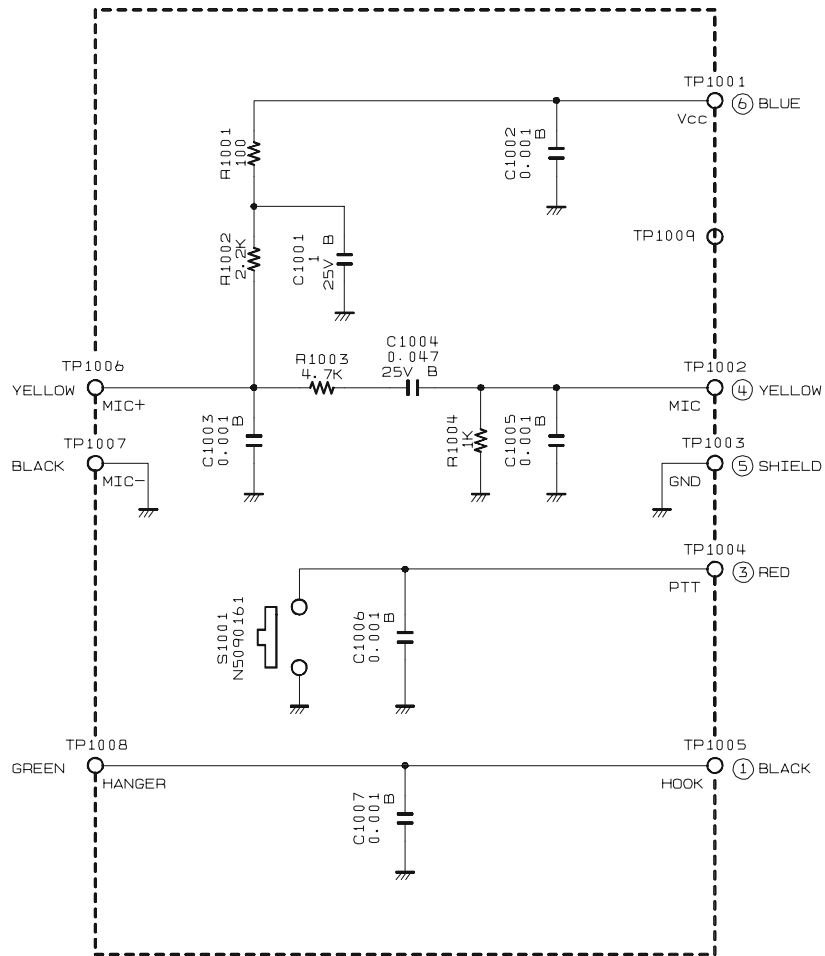 TP1001
⑥ BLUE
Vcc
R1001
100
C1002
0.001
B
TP1009
R1002
2.2K
C1001
1
25V
B
TP1006
YELLOW
MIC+
R1003
4.7K
C1004
0.047
25V B
TP1002
④ YELLOW
MIC
C1003
0.001
B
R1004
1K
C1005
0.001
B
TP1007
BLACK
MIC-
TP1003
⑤ SHIELD
GND
TP1004
③ RED
PTT
S1001
N5090161
C1006
0.001
B
TP1008
GREEN
HANGER
TP1005
① BLACK
HOOK
C1007
0.001
B